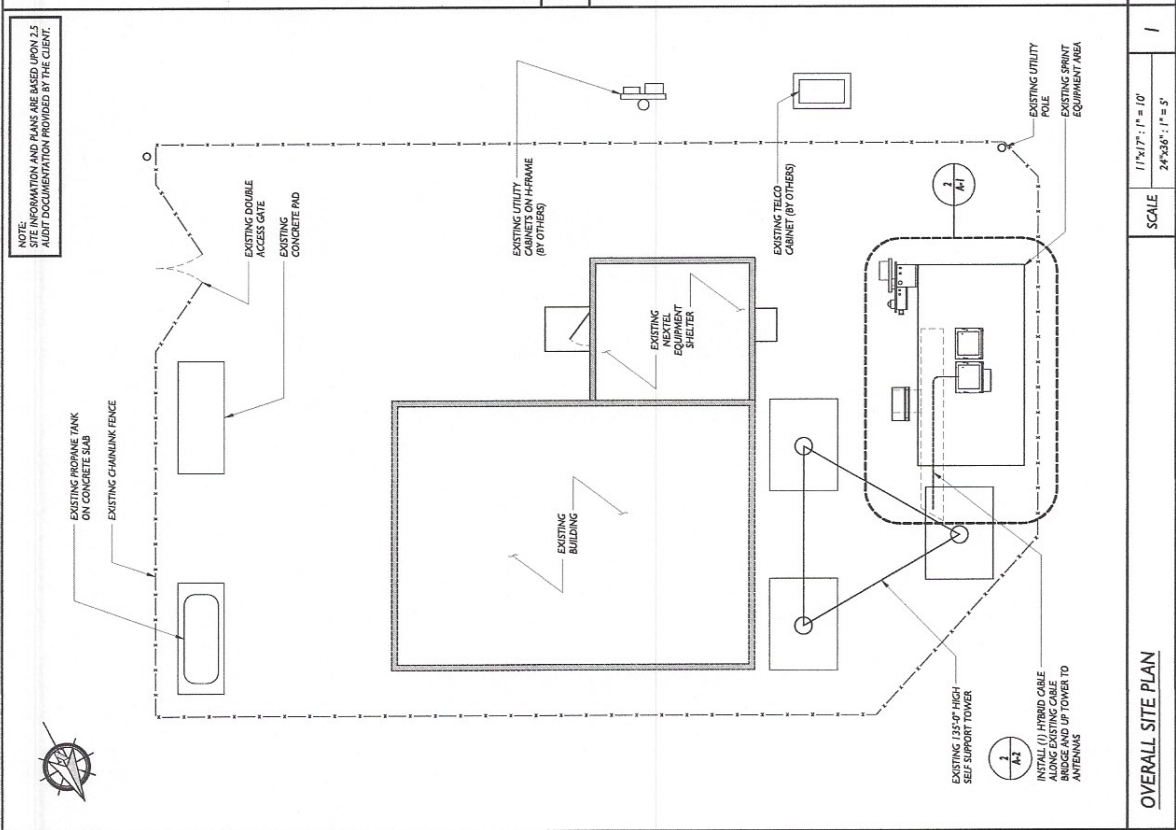 NOTE:
SITE INFORMATION AND PLANS ARE BASED UPON 2.5
AUDIT DOCUMENTATION PROVIDED BY THE CLIENT.
EXISTING PROPANE TANK
ON CONCRETE SLAB
EXISTING CHAINLINK FENCE
EXISTING DOUBLE
ACCESS GATE
EXISTING
CONCRETE PAD
EXISTING UTILITY
CABINETS ON H-FRAME
(BY OTHERS)
EXISTING TELCO
CABINET (BY OTHERS)
EXISTING
BUILDING
EXISTING
NEXTEL
EQUIPMENT
SHELTER
2
A-1
EXISTING UTILITY
POLE
EXISTING SPRINT
EQUIPMENT AREA
EXISTING 135'-0" HIGH
SELF SUPPORT TOWER
2
A-2
INSTALL (1) HYBRID CABLE
ALONG EXISTING CABLE
BRIDGE AND UP TOWER TO
ANTENNAS
OVERALL SITE PLAN
SCALE
11"x17": 1" = 10'
24"x36": 1" = 5'
1